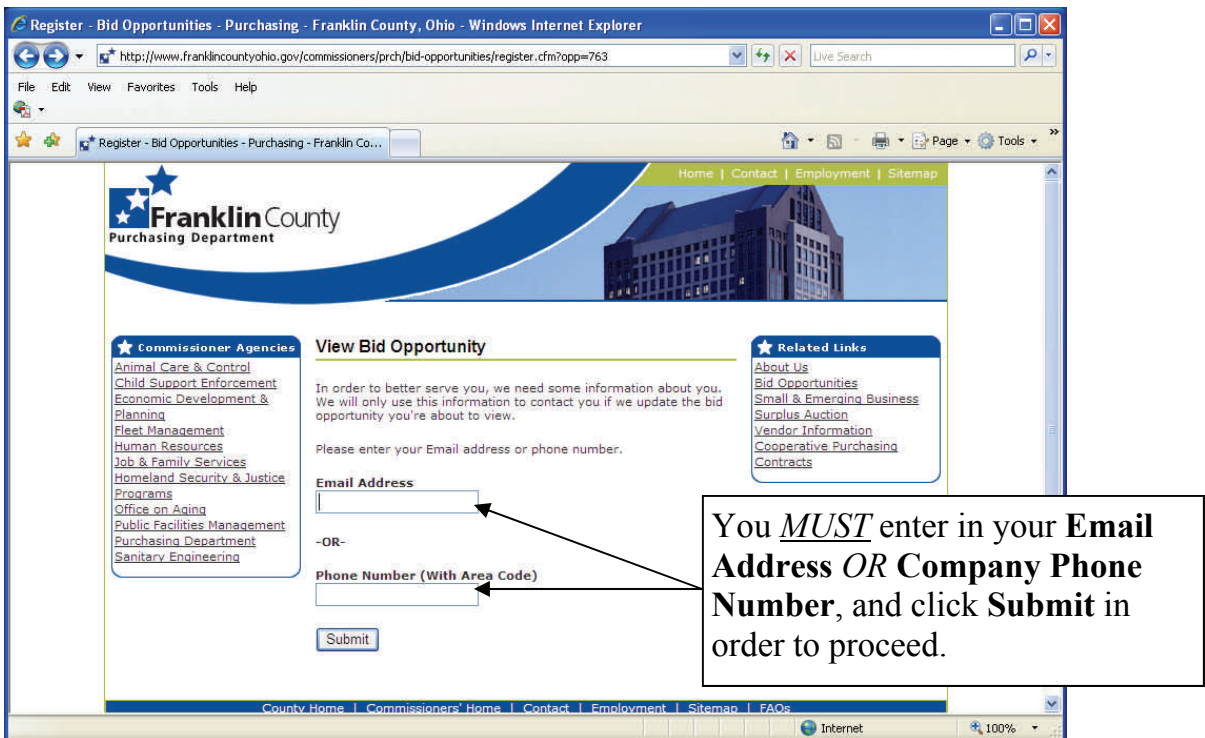 Register - Bid Opportunities - Purchasing - Franklin County, Ohio - Windows Internet Explorer
http://www.franklincountyohio.gov/commissioners/prch/bid-opportunities/register.cfm?opp=763
Live Search
File Edit View Favorites Tools Help
Register - Bid Opportunities - Purchasing - Franklin Co...
Page
Tools
Home | Contact | Employment | Sitemap
Franklin County
Purchasing Department
Commissioner Agencies
Animal Care & Control
Child Support Enforcement
Economic Development &
Planning
Fleet Management
Human Resources
Job & Family Services
Homeland Security & Justice
Programs
Office on Aging
Public Facilities Management
Purchasing Department
Sanitary Engineering
View Bid Opportunity
In order to better serve you, we need some information about you.
We will only use this information to contact you if we update the bid
opportunity you're about to view.
Please enter your Email address or phone number.
Email Address
-OR-
Phone Number (With Area Code)
Submit
Related Links
About Us
Bid Opportunities
Small & Emerging Business
Surplus Auction
Vendor Information
Cooperative Purchasing
Contracts
You MUST enter in your Email
Address OR Company Phone
Number, and click Submit in
order to proceed.
County Home | Commissioners' Home | Contact | Employment | Sitemap | FAQs
Internet
100%